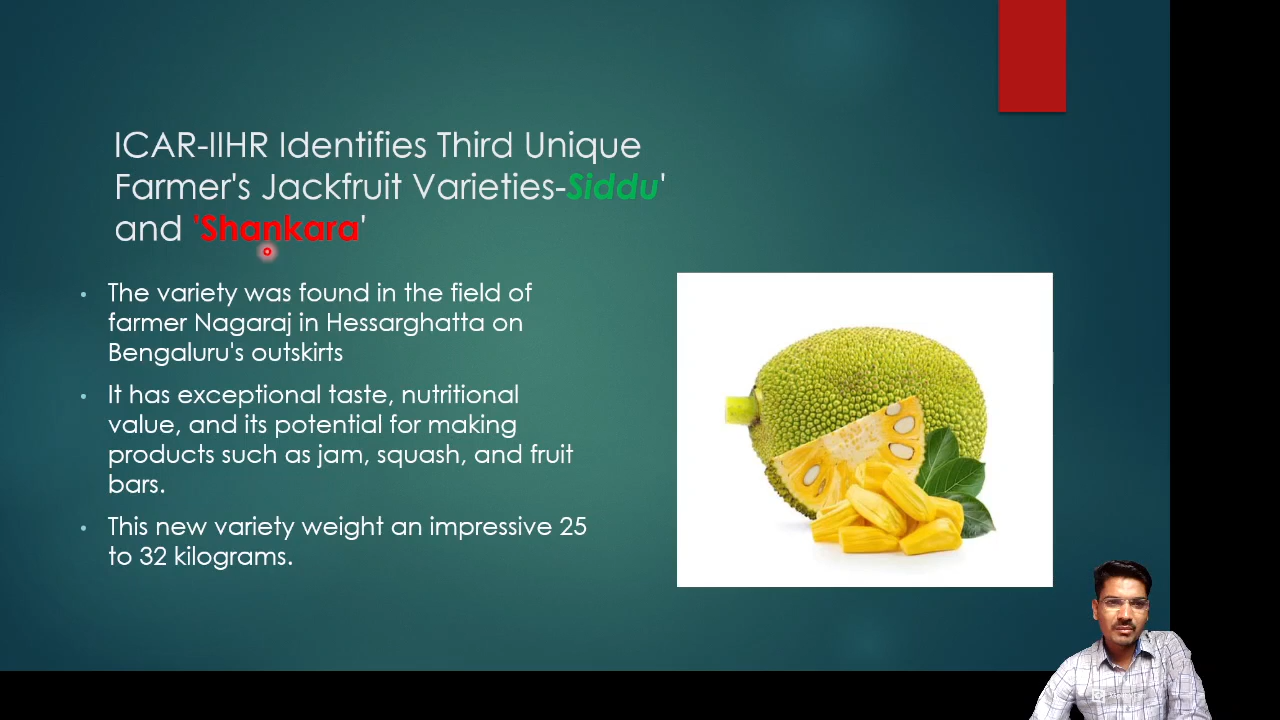 ICAR-IIHR Identifies Third Unique
Farmer's Jackfruit Varieties-Siddu'
and 'Shankara'
• The variety was found in the field of
farmer Nagaraj in Hessarghatta on
Bengaluru's outskirts
• It has exceptional taste, nutritional
value, and its potential for making
products such as jam, squash, and fruit
bars.
• This new variety weight an impressive 25
to 32 kilograms.